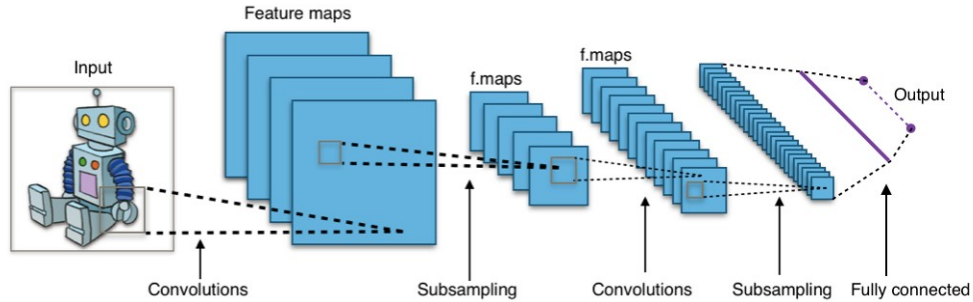 Feature maps
Input
f.maps
f.maps
Output
Convolutions
Subsampling
Convolutions
Subsampling
Fully connected